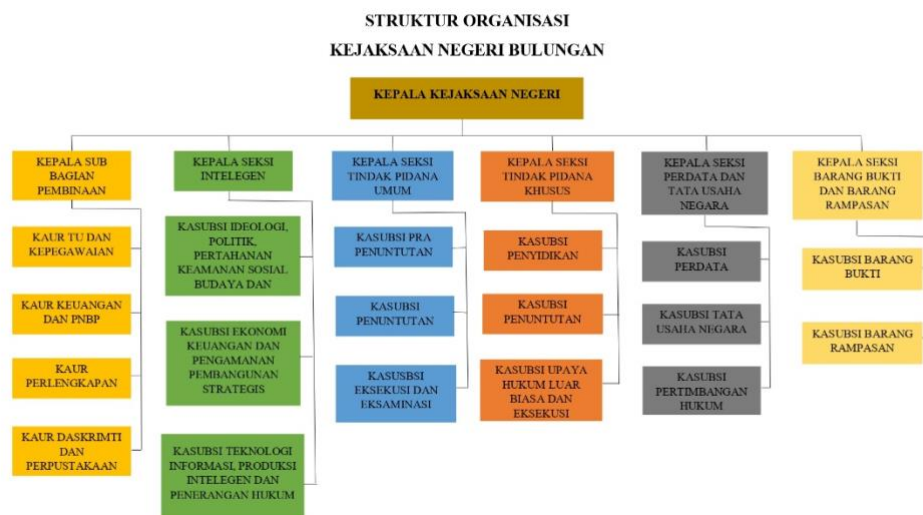 STRUKTUR ORGANISASI
KEJAKSAAN NEGERI BULUNGAN
KEPALA KEJAKSAAN NEGERI
KEPALA SUB
BAGIAN
PEMBINAAN
KAUR TU DAN
KEPEGAWAIAN
KAUR KEUANGAN
DAN PNBP
KAUR
PERLENGKAPAN
KAUR DASKRIMTI
DAN
PERPUSTAKAAN
KEPALA SEKSI
INTELEGEN
KASUBSI IDEOLOGI,
POLITIK,
PERTAHANAN
KEAMANAN SOSIAL
BUDAYA DAN
KASUBSI EKONOMI
KEUANGAN DAN
PENGAMANAN
PEMBANGUNAN
STRATEGIS
KASUBSI TEKNOLOGI
INFORMASI, PRODUKSI
INTELEGEN DAN
PENERANGAN HUKUM
KEPALA SEKSI
TINDAK PIDANA
UMUM
KASUBSI PRA
PENUNTUTAN
KASUBSI
PENUNTUTAN
KASUSBSI
EKSEKUSI DAN
EKSAMINASI
KEPALA SEKSI
TINDAK PIDANA
KHUSUS
KASUBSI
PENYIDIKAN
KASUBSI
PENUNTUTAN
KASUBSI UPAYA
HUKUM LUAR
BIASA DAN
EKSEKUSI
KEPALA SEKSI
PERDATA DAN
TATA USAHA
NEGARA
KASUBSI
PERDATA
KASUBSI TATA
USAHA NEGARA
KASUBSI
PERTIMBANGAN
HUKUM
KEPALA SEKSI
BARANG BUKTI
DAN BARANG
RAMPASAN
KASUBSI BARANG
BUKTI
KASUBSI BARANG
RAMPASAN